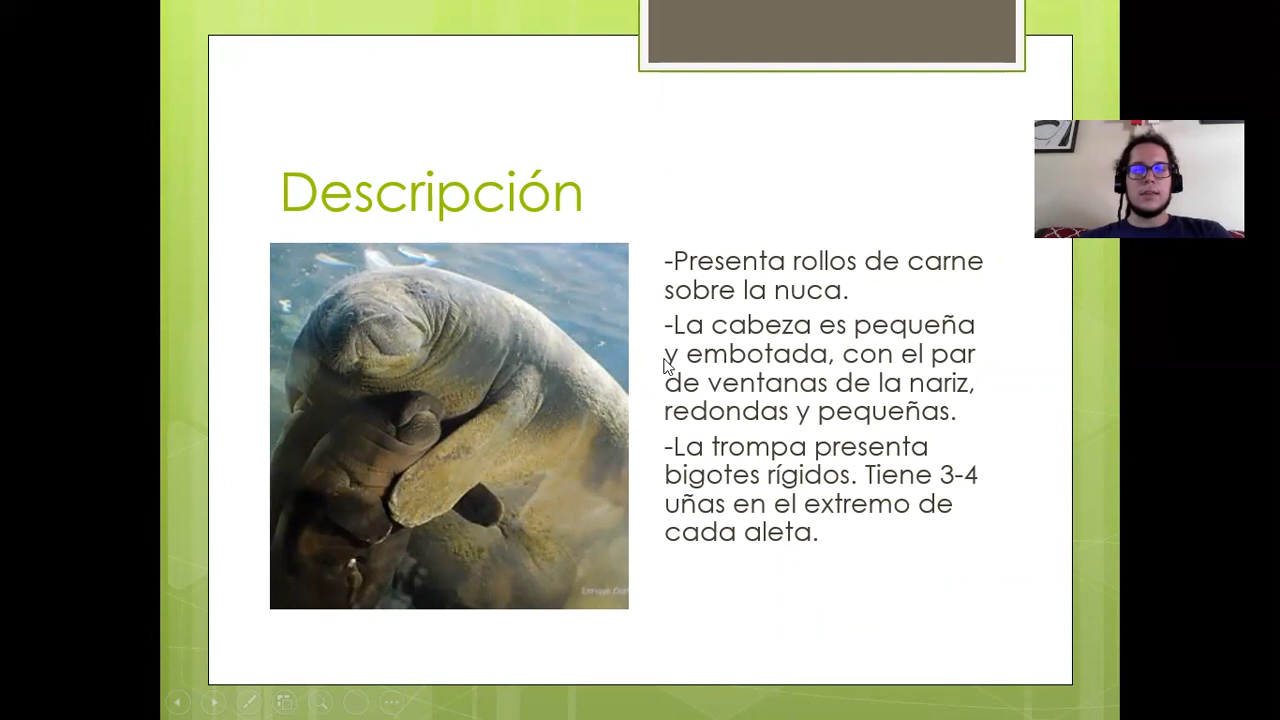 Descripción
-Presenta rollos de carne
sobre la nuca.
-La cabeza es pequeña
y embotada, con el par
de ventanas de la nariz,
redondas y pequeñas.
-La trompa presenta
bigotes rígidos. Tiene 3-4
uñas en el extremo de
cada aleta.